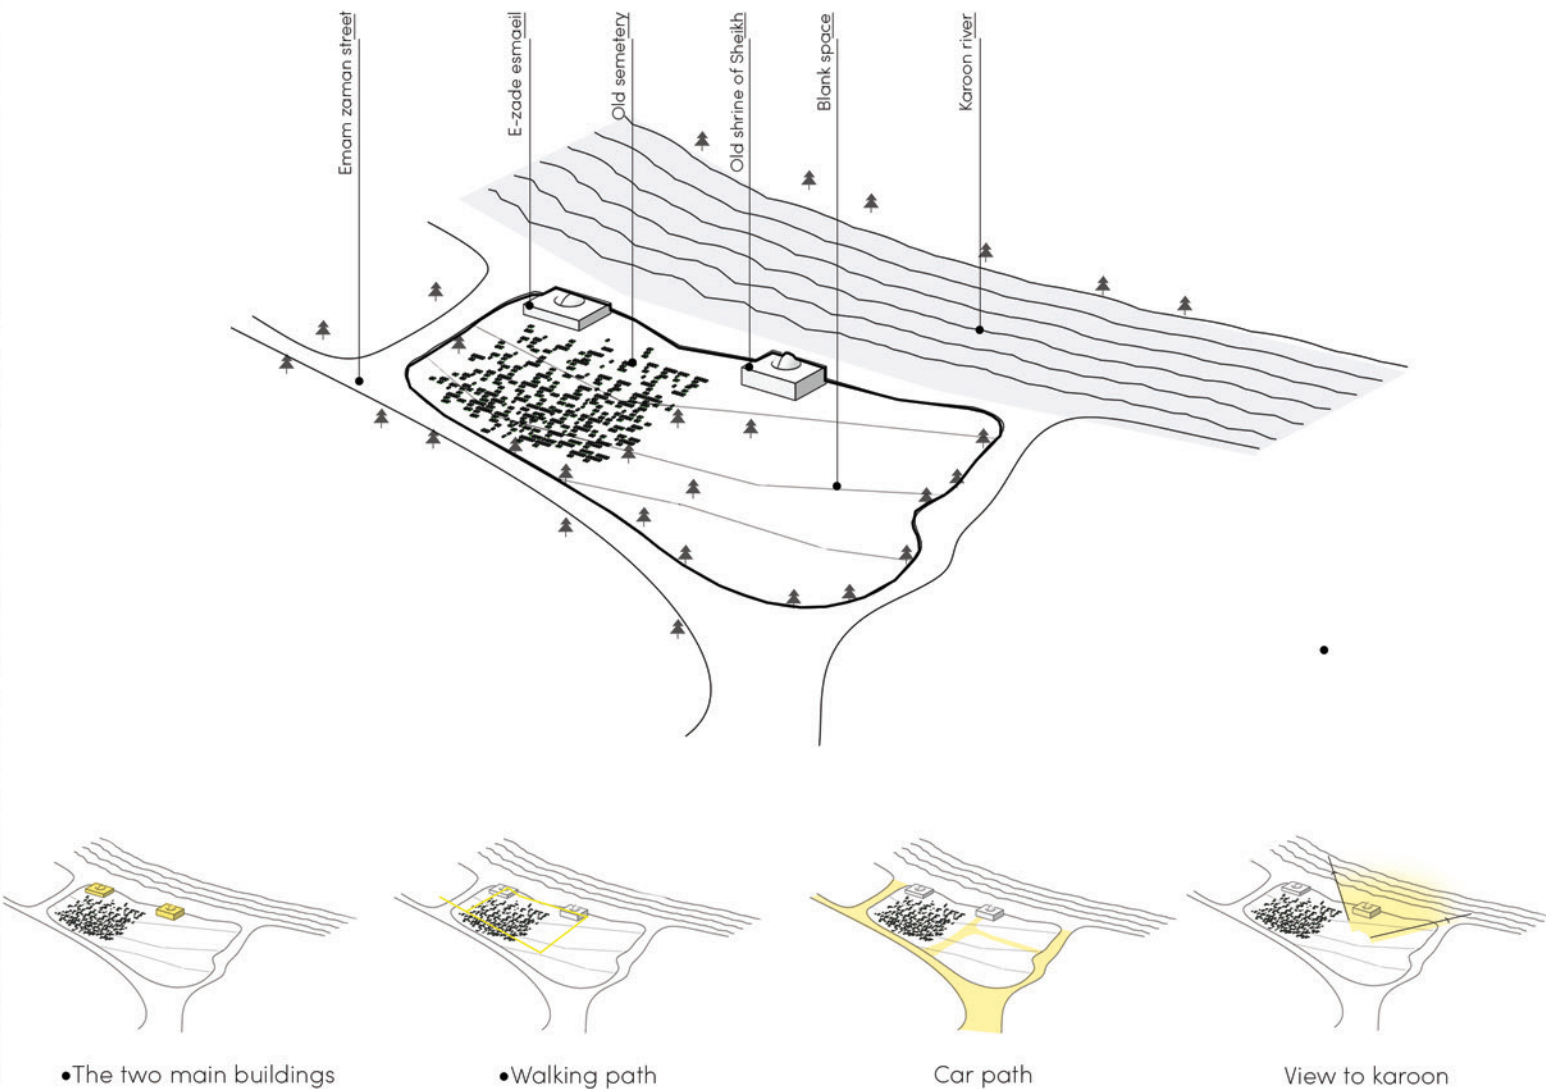 Emam zaman street
E-zade esmaeil
Old semetery
Old shrine of Sheikh
Blank space
Karoon river
•The two main buildings
•Walking path
Car path
View to karoon